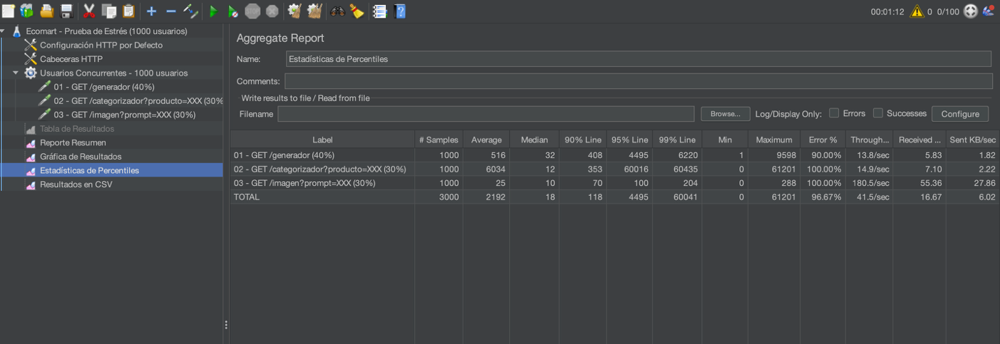 00:01:12 0 0/100
Ecomart - Prueba de Estrés (1000 usuarios)
Configuración HTTP por Defecto
Cabeceras HTTP
Usuarios Concurrentes - 1000 usuarios
01 - GET /generador (40%)
02 - GET /categorizador?producto=XXX (30%
03 - GET /imagen?prompt=XXX (30%)
Tabla de Resultados
Reporte Resumen
Gráfica de Resultados
Estadísticas de Percentiles
Resultados en CSV
Aggregate Report
Name: Estadísticas de Percentiles
Comments:
Write results to file / Read from file
Filename Browse... Log/Display Only: Errors Successes Configure
Label # Samples Average Median 90% Line 95% Line 99% Line Min Maximum Error % Through... Received ... Sent KB/sec
01 - GET /generador (40%) 1000 516 32 408 4495 6220 1 9598 90.00% 13.8/sec 5.83 1.82
02 - GET /categorizador?producto=XXX (30%) 1000 6034 12 353 60016 60435 0 61201 100.00% 14.9/sec 7.10 2.22
03 - GET /imagen?prompt=XXX (30%) 1000 25 10 70 100 204 0 288 100.00% 180.5/sec 55.36 27.86
TOTAL 3000 2192 18 118 4495 60041 0 61201 96.67% 41.5/sec 16.67 6.02